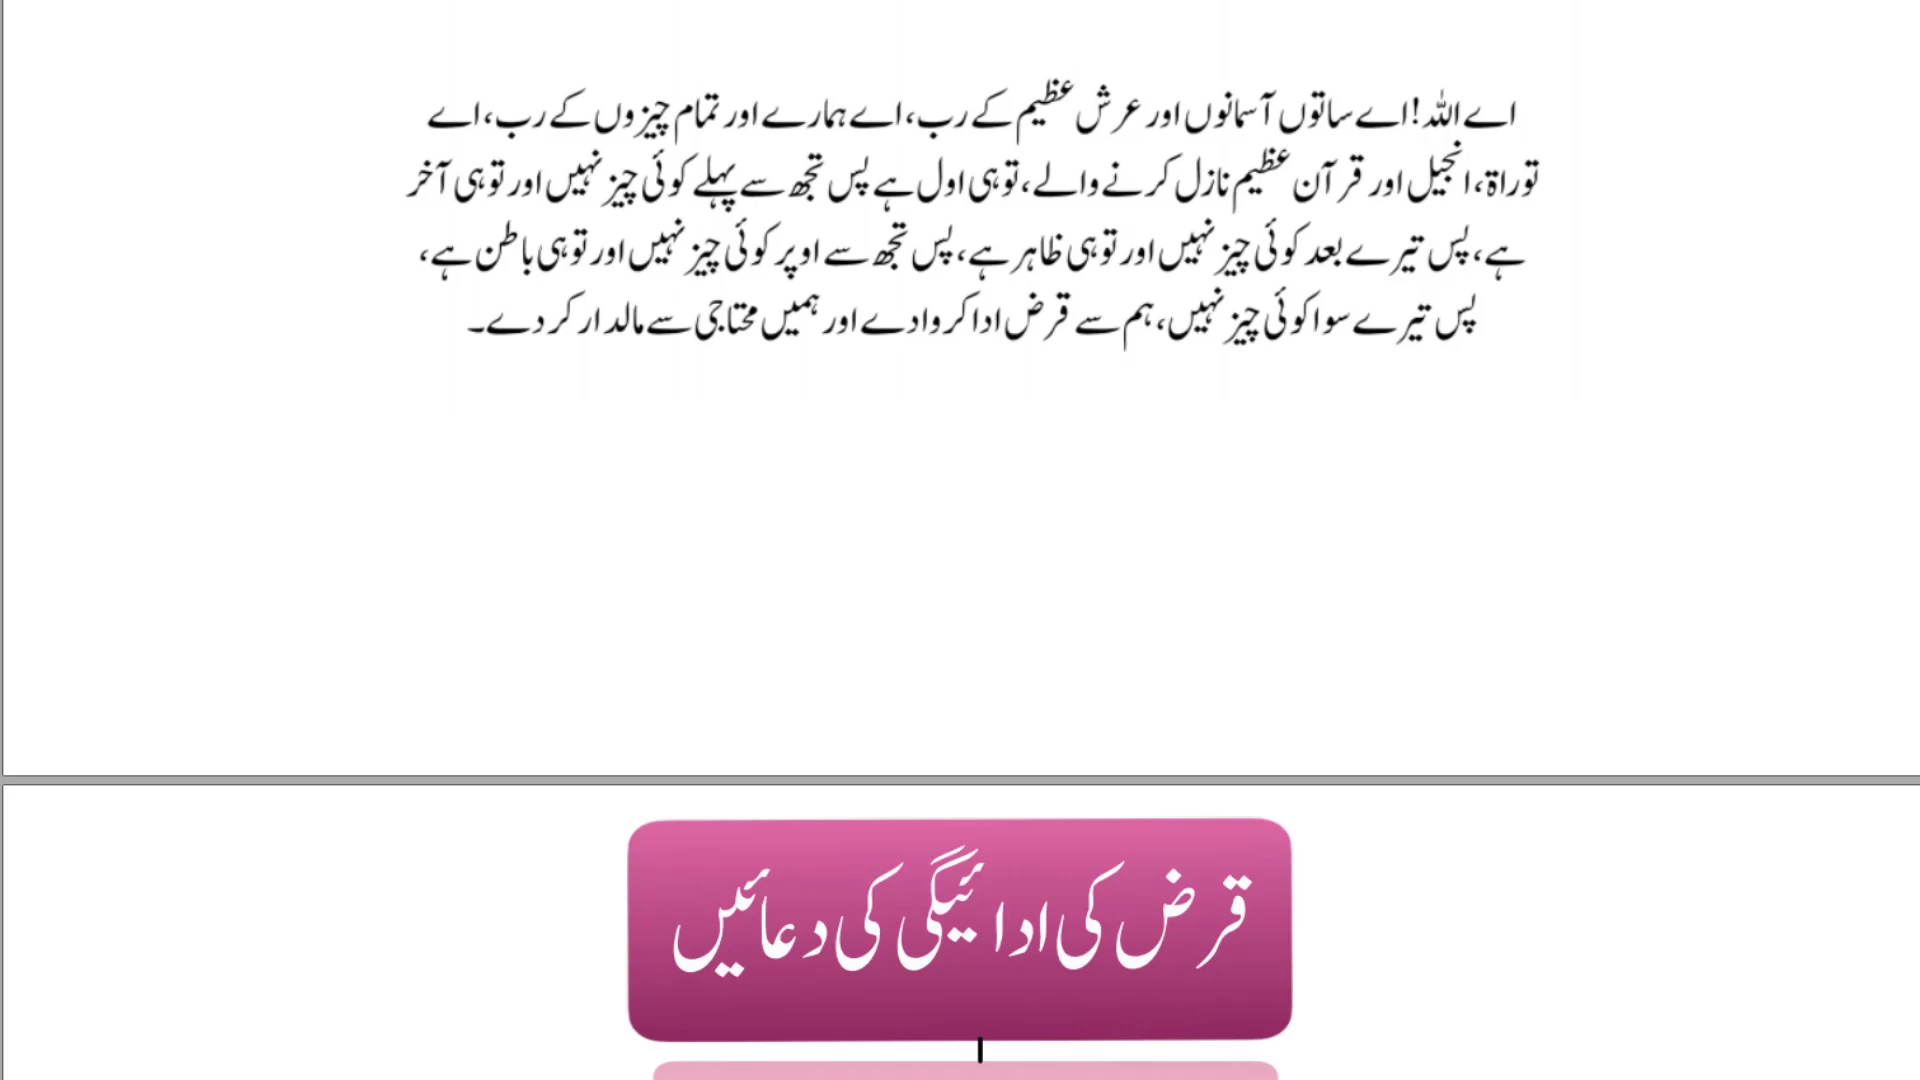 اے اللہ! اے ساتوں آسمانوں اور عرش عظیم کے رب، اے ہمارے اور تمام چیزوں کے رب، اے
توراۃ، انجیل اور قرآن عظیم نازل کرنے والے، تو ہی اول ہے پس تجھ سے پہلے کوئی چیز نہیں اور تو ہی آخر
ہے، پس تیرے بعد کوئی چیز نہیں اور تو ہی ظاہر ہے، پس تجھ سے اوپر کوئی چیز نہیں اور تو ہی باطن ہے،
پس تیرے سوا کوئی چیز نہیں، ہم سے قرض ادا کروا دے اور ہمیں محتاجی سے مالدار کر دے۔
قرض کی ادائیگی کی دعائیں